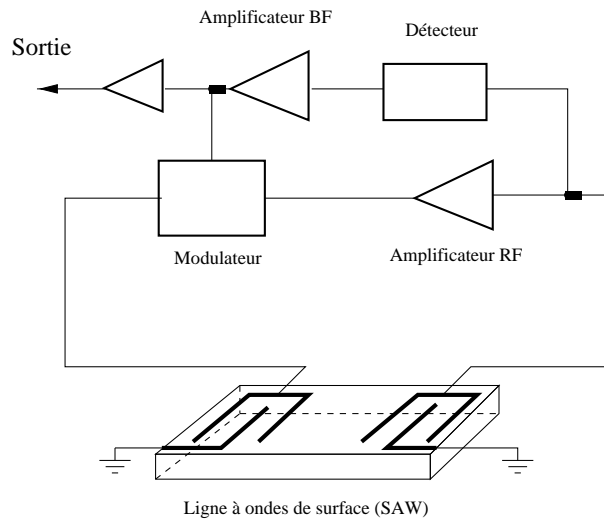 Amplificateur BF
Détecteur
Sortie
Modulateur
Amplificateur RF
Ligne à ondes de surface (SAW)